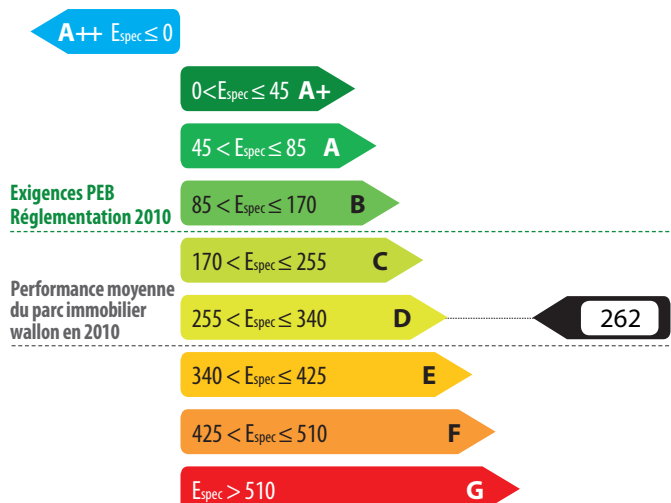 A++ Espec ≤ 0
0<Espec ≤ 45 A+
45 < Espec ≤ 85 A
Exigences PEB
Réglementation 2010
85 < Espec ≤ 170 B
170 < Espec ≤ 255 C
Performance moyenne
du parc immobilier
wallon en 2010
255 < Espec ≤ 340 D
262
340 < Espec ≤ 425 E
425 < Espec ≤ 510 F
Espec > 510 G